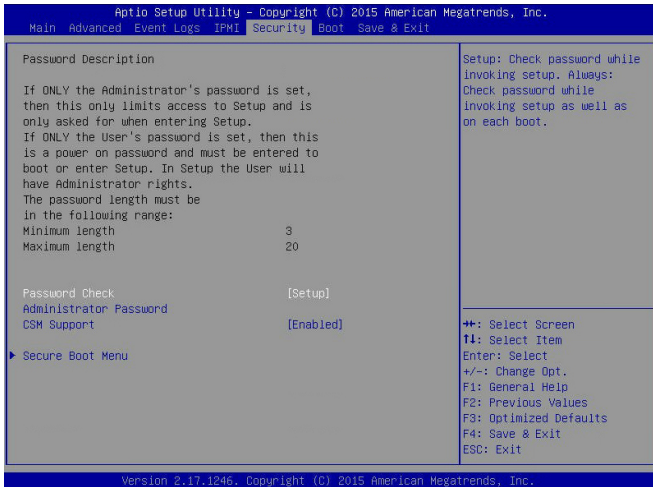 Aptio Setup Utility – Copyright (C) 2015 American Megatrends, Inc.
Main Advanced Event Logs IPMI Security Boot Save & Exit
Password Description
If ONLY the Administrator's password is set,
then this only limits access to Setup and is
only asked for when entering Setup.
If ONLY the User's password is set, then this
is a power on password and must be entered to
boot or enter Setup. In Setup the User will
have Administrator rights.
The password length must be
in the following range:
Minimum length 3
Maximum length 20
Password Check [Setup]
Administrator Password
CSM Support [Enabled]
Secure Boot Menu
Setup: Check password while
invoking setup. Always:
Check password while
invoking setup as well as
on each boot.
→←: Select Screen
↑↓: Select Item
Enter: Select
+/-: Change Opt.
F1: General Help
F2: Previous Values
F3: Optimized Defaults
F4: Save & Exit
ESC: Exit
Version 2.17.1246. Copyright (C) 2015 American Megatrends, Inc.